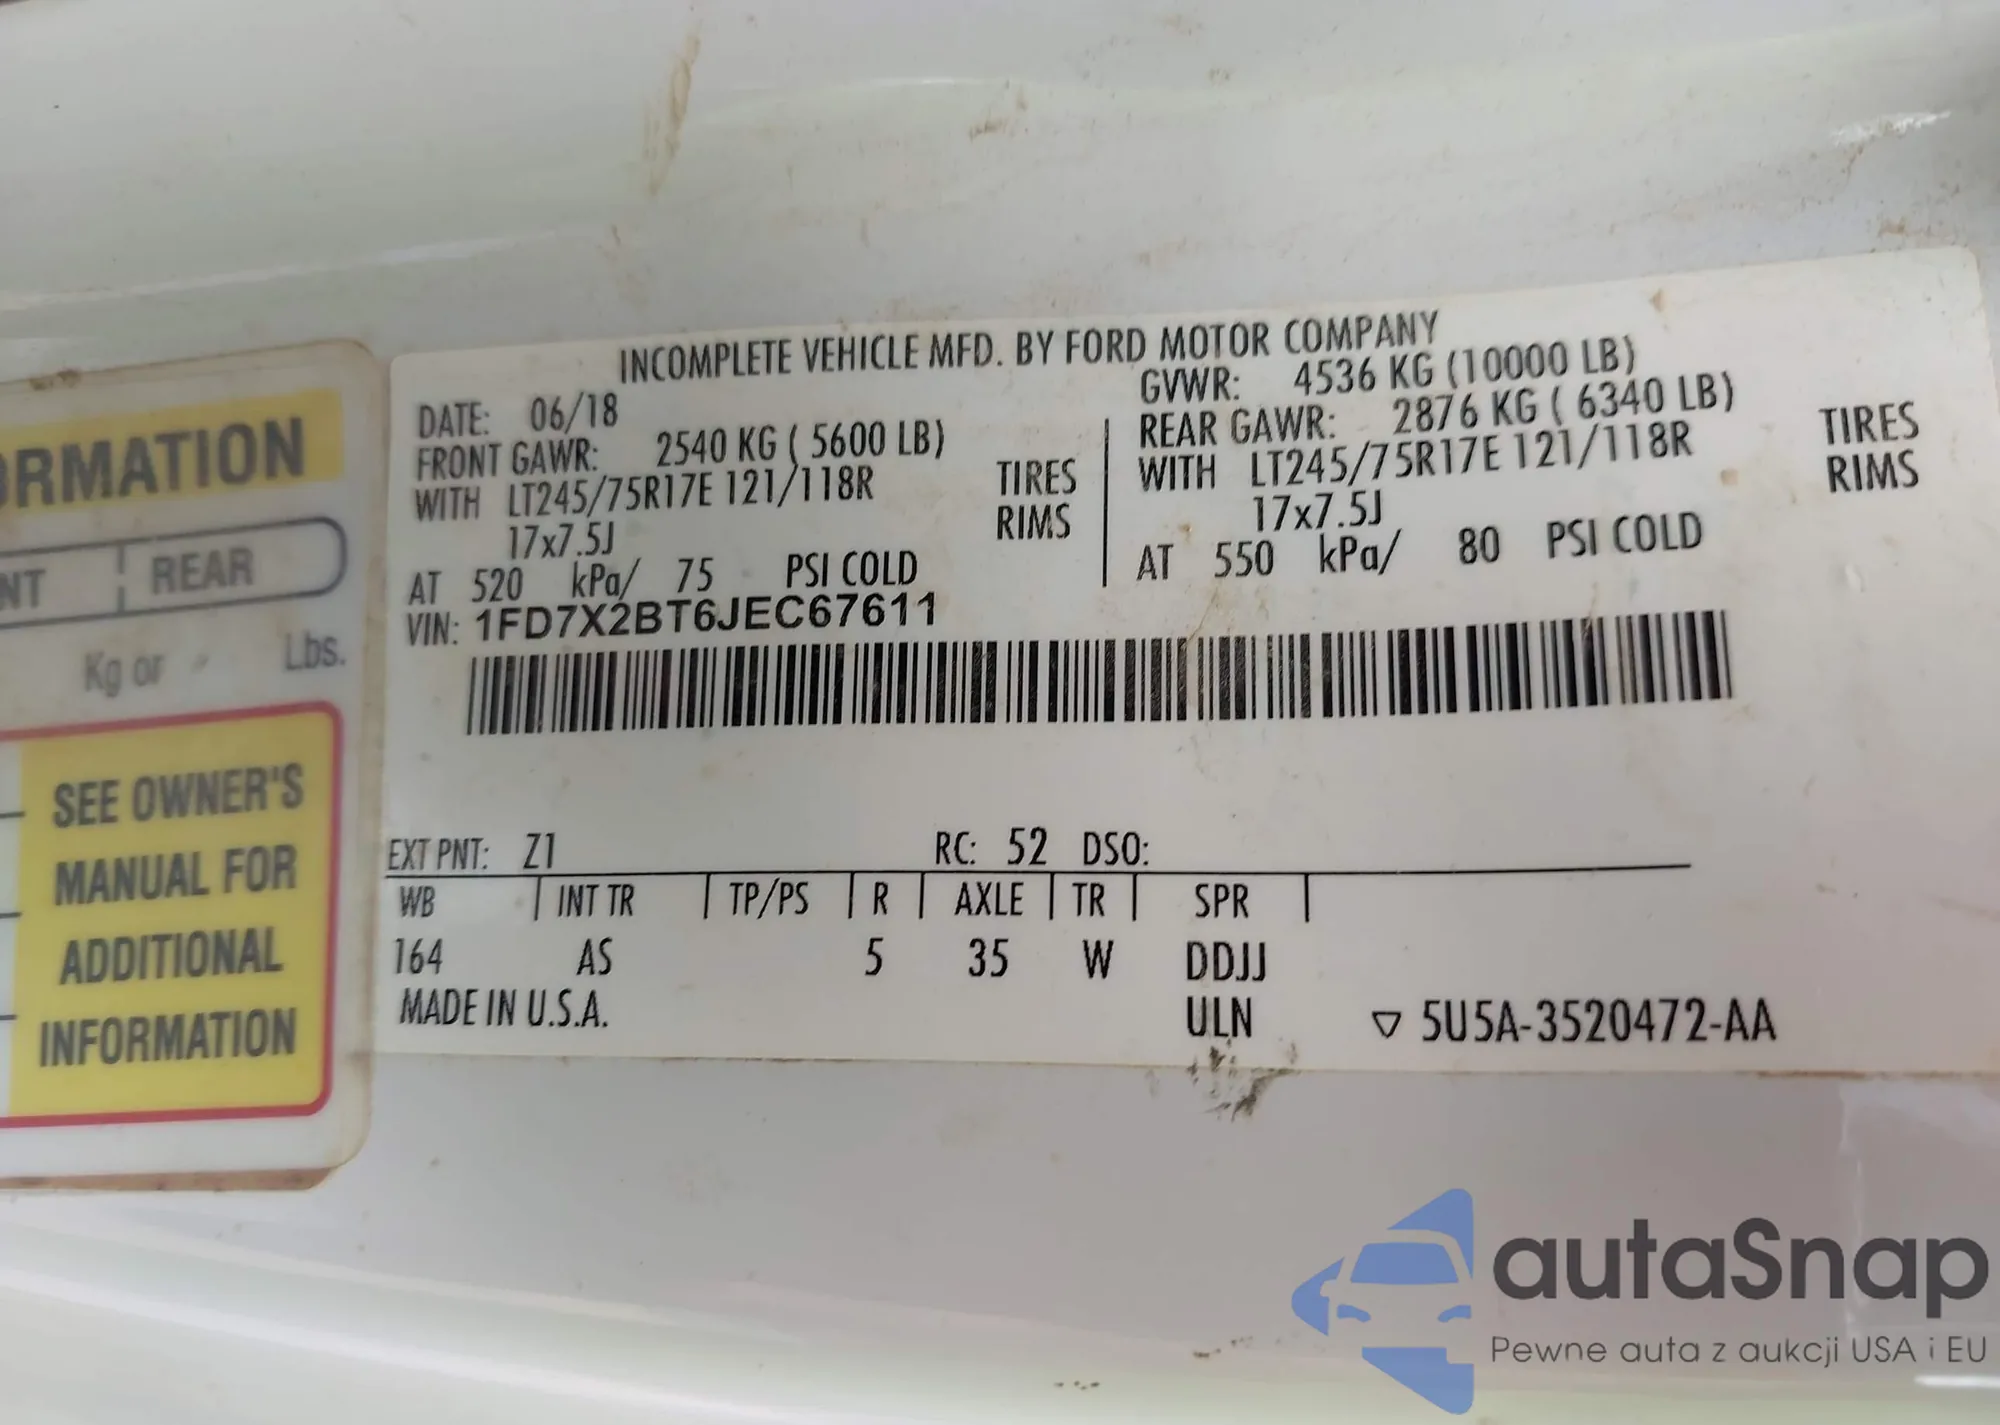 ORMATION
NT REAR
Kg or Lbs.
SEE OWNER'S
MANUAL FOR
ADDITIONAL
INFORMATION
INCOMPLETE VEHICLE MFD. BY FORD MOTOR COMPANY
DATE: 06/18 GVWR: 4536 KG (10000 LB)
FRONT GAWR: 2540 KG ( 5600 LB) REAR GAWR: 2876 KG ( 6340 LB)
WITH LT245/75R17E 121/118R TIRES WITH LT245/75R17E 121/118R TIRES
17x7.5J RIMS 17x7.5J RIMS
AT 520 kPa/ 75 PSI COLD AT 550 kPa/ 80 PSI COLD
VIN: 1FD7X2BT6JEC67611
EXT PNT: Z1 RC: 52 DSO:
WB INT TR TP/PS R AXLE TR SPR
164 AS 5 35 W DDJJ
MADE IN U.S.A. ULN ▽ 5U5A-3520472-AA
autaSnap
Pewne auta z aukcji USA i EU